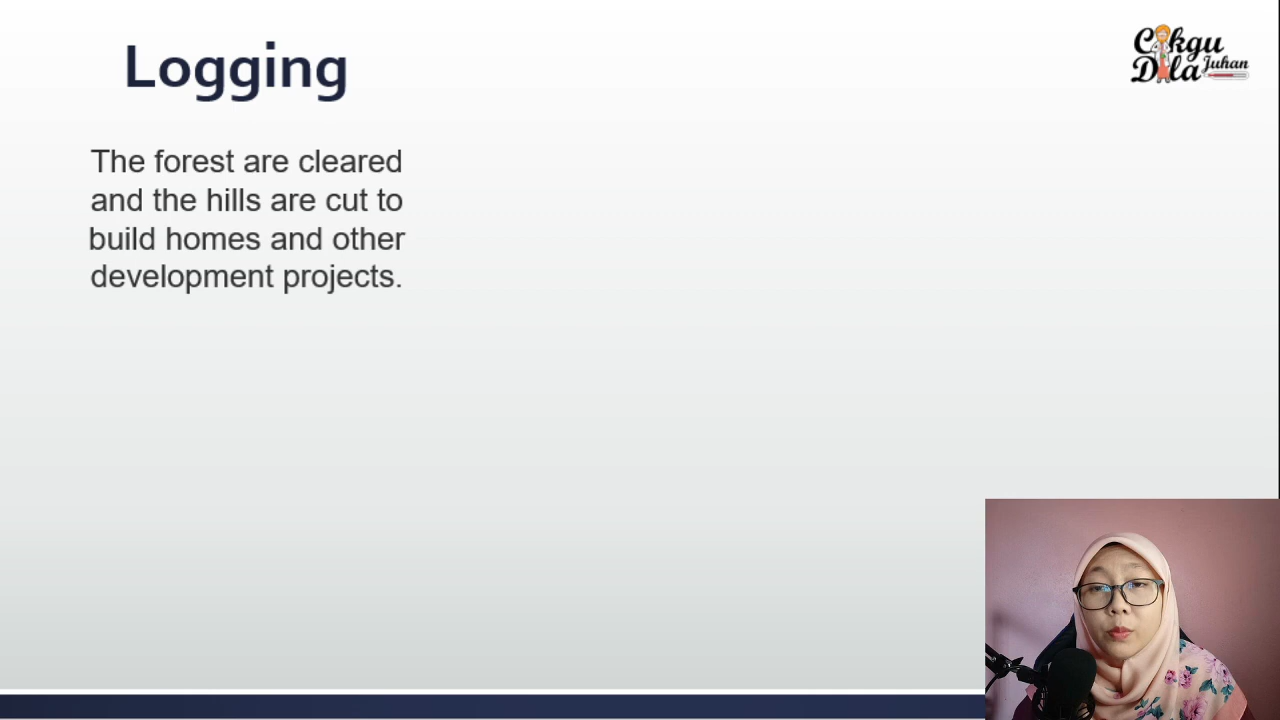 Logging
Cikgu
Dila Juhan
The forest are cleared
and the hills are cut to
build homes and other
development projects.